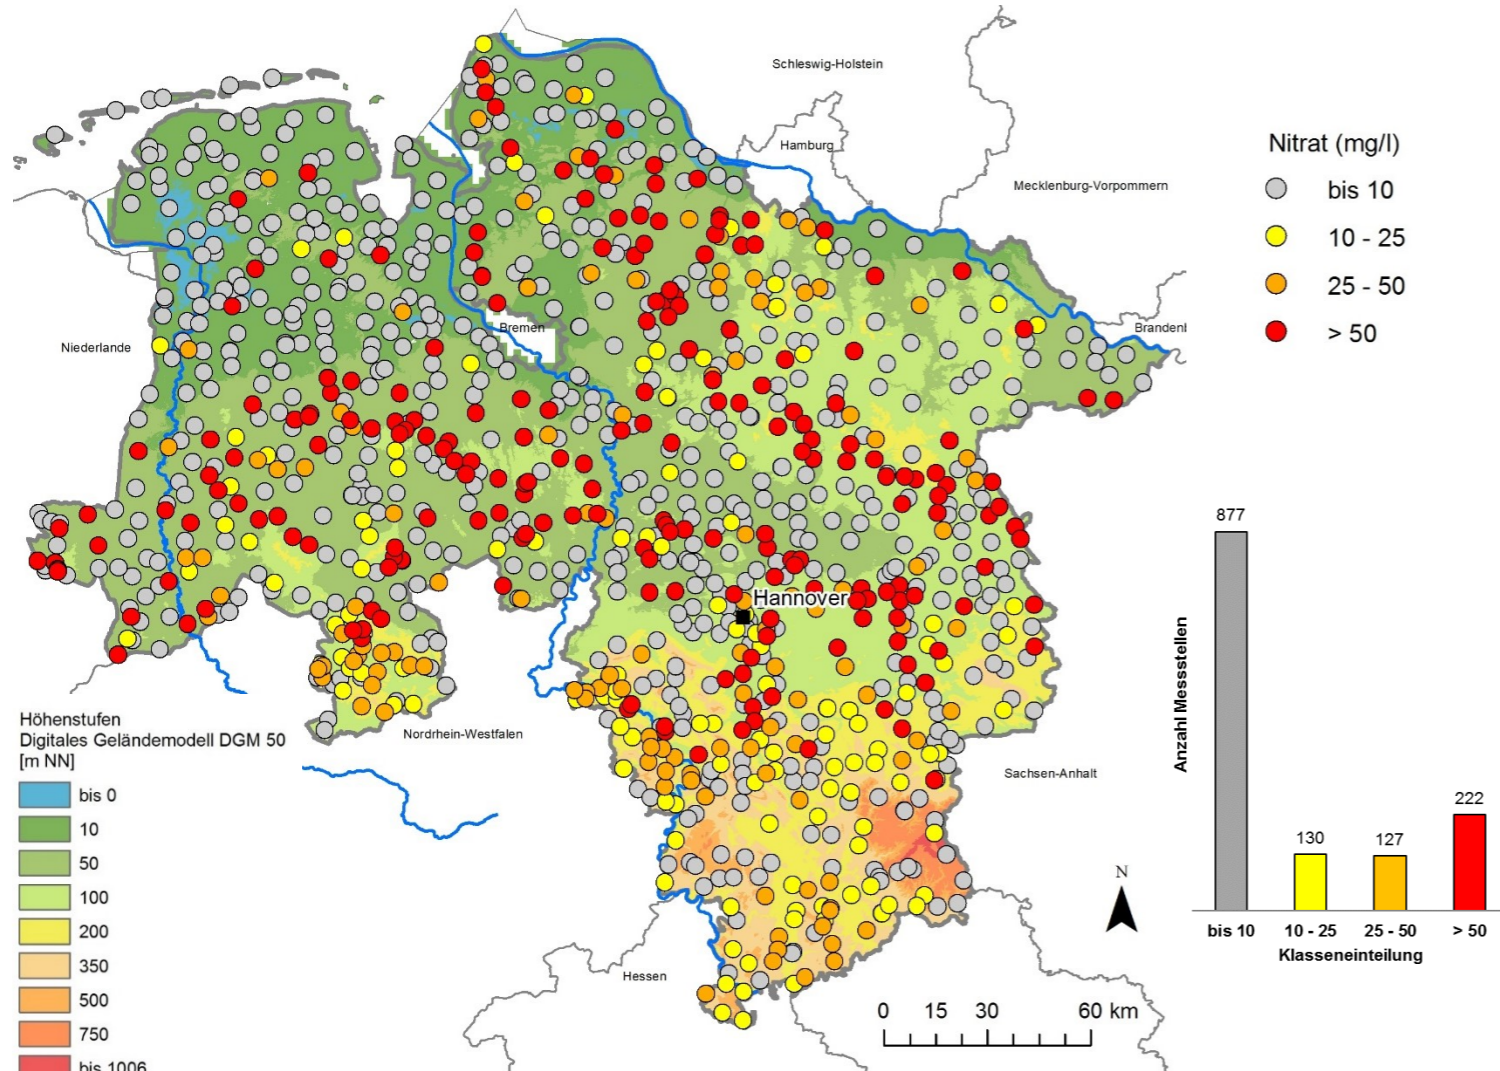 Schleswig-Holstein
Hamburg
Mecklenburg-Vorpommern
Nitrat (mg/l)
bis 10
10 - 25
25 - 50
> 50
Niederlande
Bremen
Brandenb
Hannover
Nordrhein-Westfalen
Sachsen-Anhalt
Hessen
Höhenstufen
Digitales Geländemodell DGM 50
[m NN]
bis 0
10
50
100
200
350
500
750
bis 1006
N
0 15 30 60 km
Anzahl Messstellen
877
130
127
222
bis 10 10 - 25 25 - 50 > 50
Klasseneinteilung